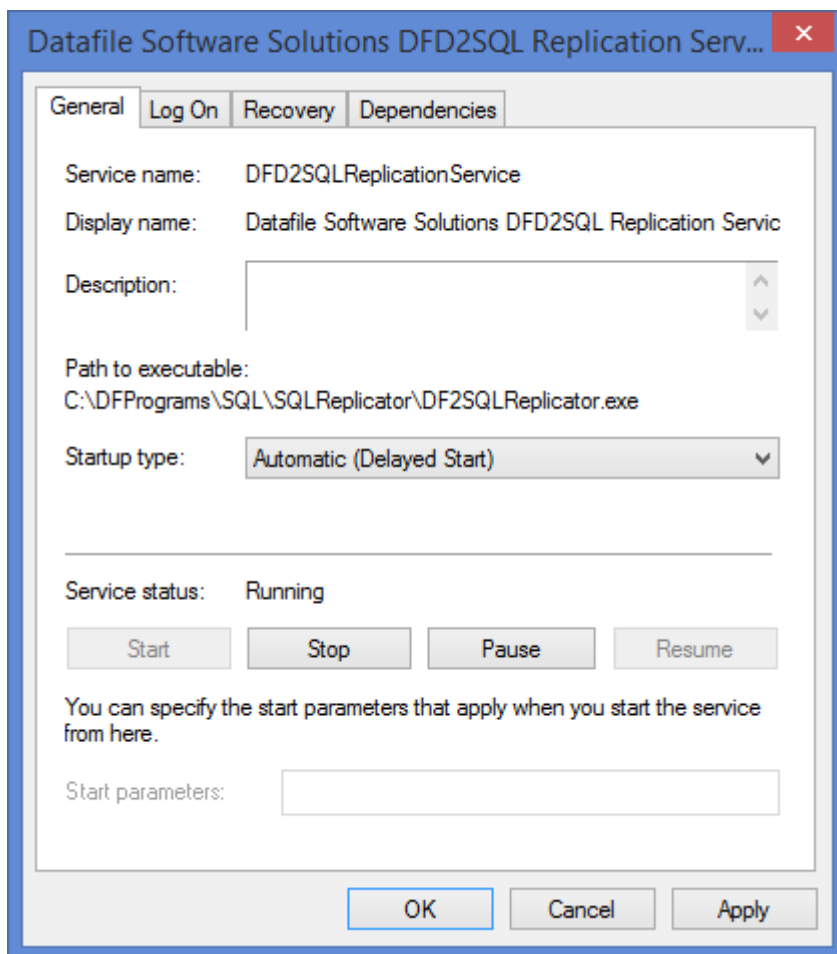 Datafile Software Solutions DFD2SQL Replication Serv...
General Log On Recovery Dependencies
Service name: DFD2SQLReplicationService
Display name: Datafile Software Solutions DFD2SQL Replication Servic
Description:
Path to executable:
C:\DFPrograms\SQL\SQLReplicator\DF2SQLReplicator.exe
Startup type: Automatic (Delayed Start)
Service status: Running
Start Stop Pause Resume
You can specify the start parameters that apply when you start the service
from here.
Start parameters:
OK Cancel Apply